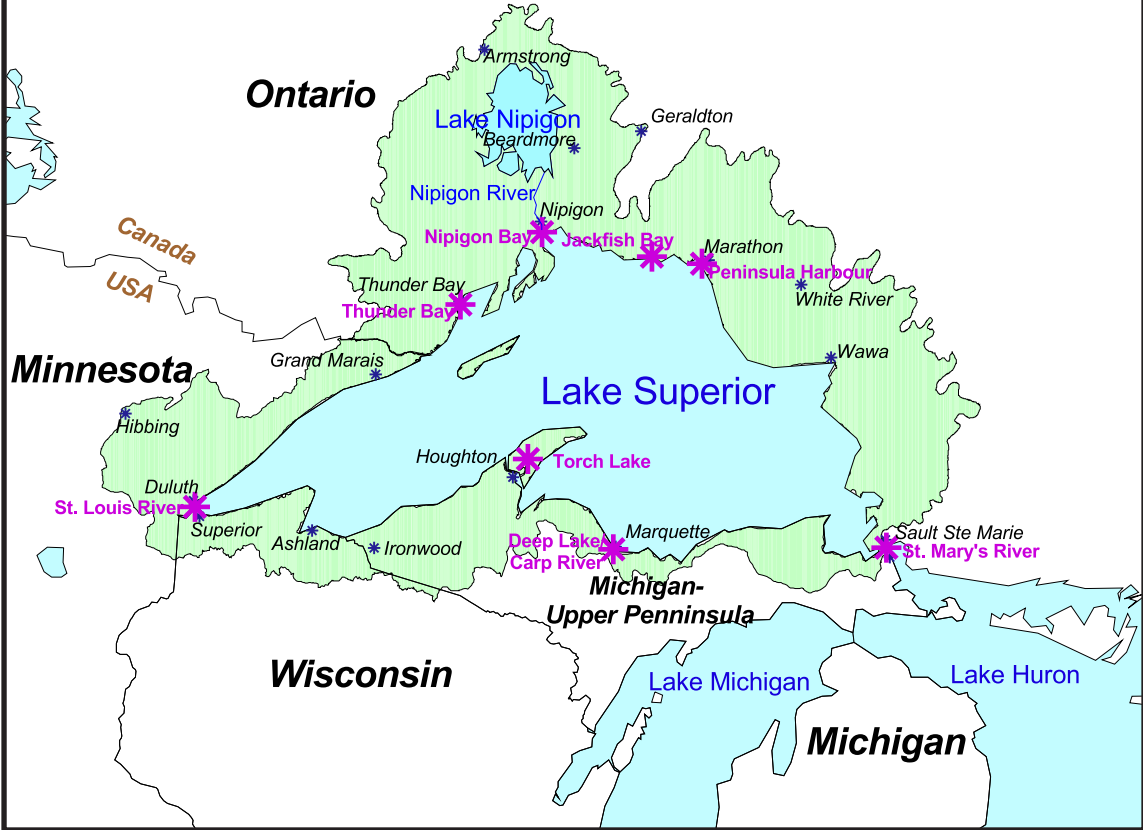 Armstrong
Ontario
Geraldton
Lake Nipigon
Beardmore
Nipigon River
Nipigon
Canada
Nipigon Bay
Jackfish Bay
Marathon
Peninsula Harbour
USA
Thunder Bay
White River
Thunder Bay
Grand Marais
Wawa
Minnesota
Lake Superior
Hibbing
Houghton
Torch Lake
Duluth
St. Louis River
Superior
Ashland
Ironwood
Deep Lake
Carp River
Marquette
Sault Ste Marie
St. Mary's River
Michigan-
Upper Penninsula
Wisconsin
Lake Michigan
Lake Huron
Michigan